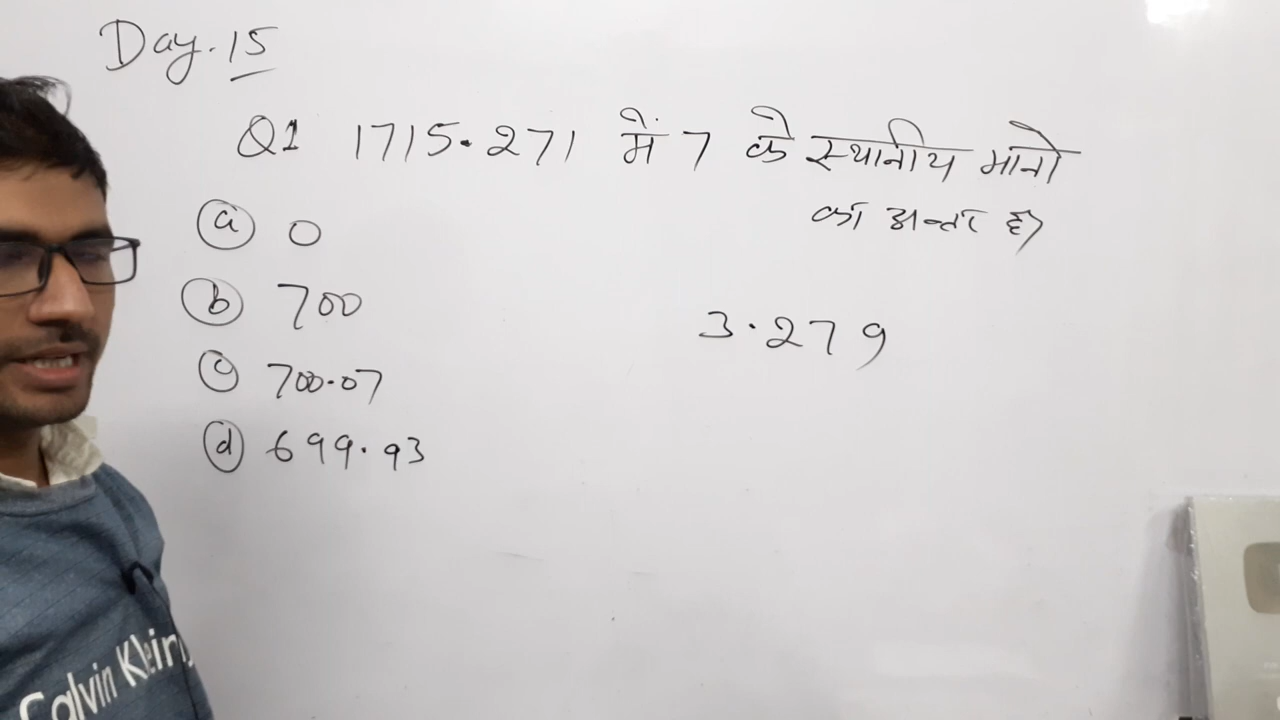 Day. 15
Q1 1715.271 में 7 के स्थानीय मानो
का अन्तर है
(a) 0
(b) 700
(c) 700.07
(d) 699.93
3.279
Calvin Klein